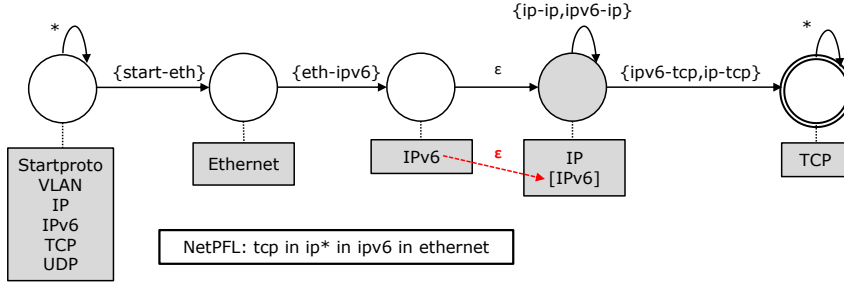 *
{start-eth}
{eth-ipv6}
ε
{ip-ip,ipv6-ip}
{ipv6-tcp,ip-tcp}
*
Startproto
VLAN
IP
IPv6
TCP
UDP
Ethernet
IPv6
ε
IP
[IPv6]
TCP
NetPFL: tcp in ip* in ipv6 in ethernet